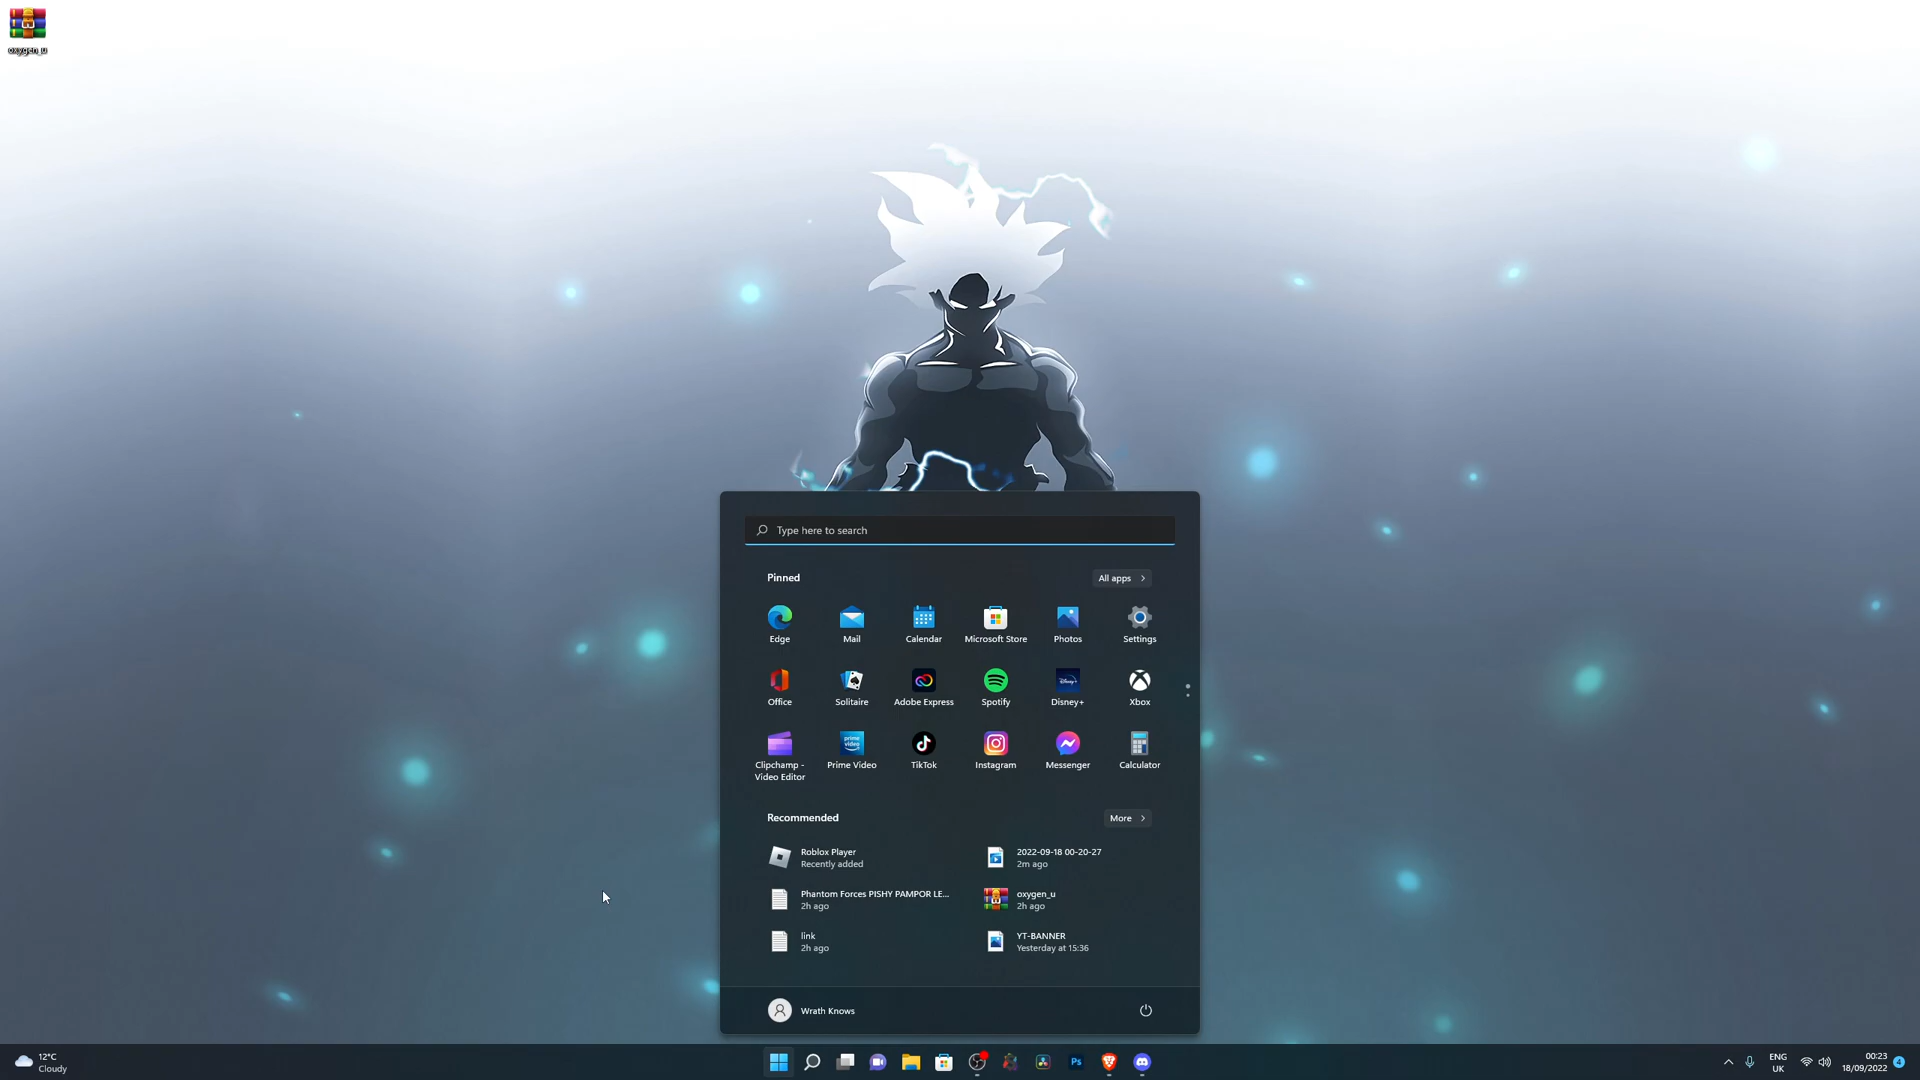 oxygen_u
Type here to search
Pinned
All apps
Edge
Mail
Calendar
Microsoft Store
Photos
Settings
Office
Solitaire
Adobe Express
Spotify
Disney+
Xbox
Clipchamp -
Video Editor
Prime Video
TikTok
Instagram
Messenger
Calculator
Recommended
More
Roblox Player
Recently added
2022-09-18 00-20-27
2m ago
Phantom Forces PISHY PAMPOR LE...
2h ago
oxygen_u
2h ago
link
2h ago
YT-BANNER
Yesterday at 15:36
Wrath Knows
12°C
Cloudy
Ps
ENG
UK
00:23
18/09/2022
4